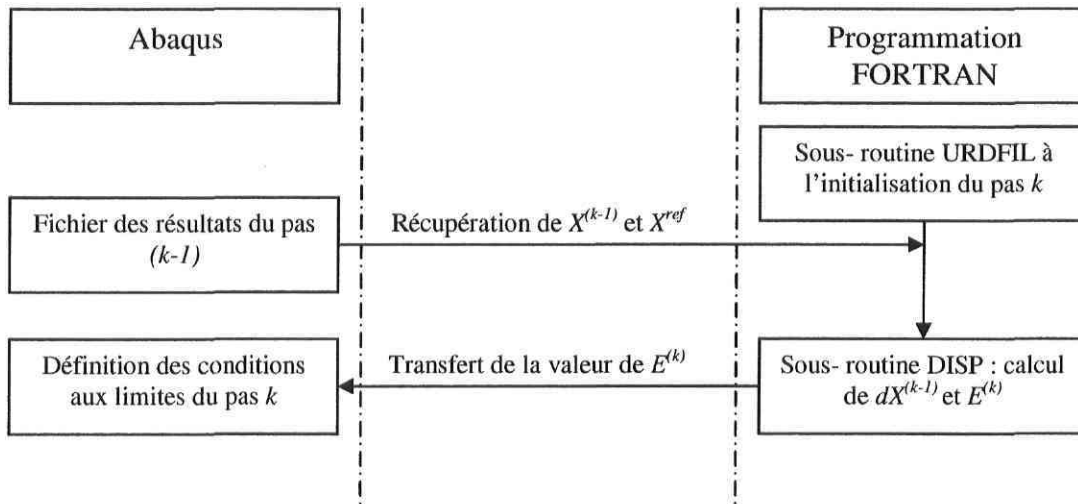 Abaqus
Programmation
FORTRAN
Sous- routine URDFIL à
l'initialisation du pas k
Fichier des résultats du pas
(k-1)
Récupération de X^(k-1) et X^ref
Définition des conditions
aux limites du pas k
Transfert de la valeur de E^(k)
Sous- routine DISP : calcul
de dX^(k-1) et E^(k)